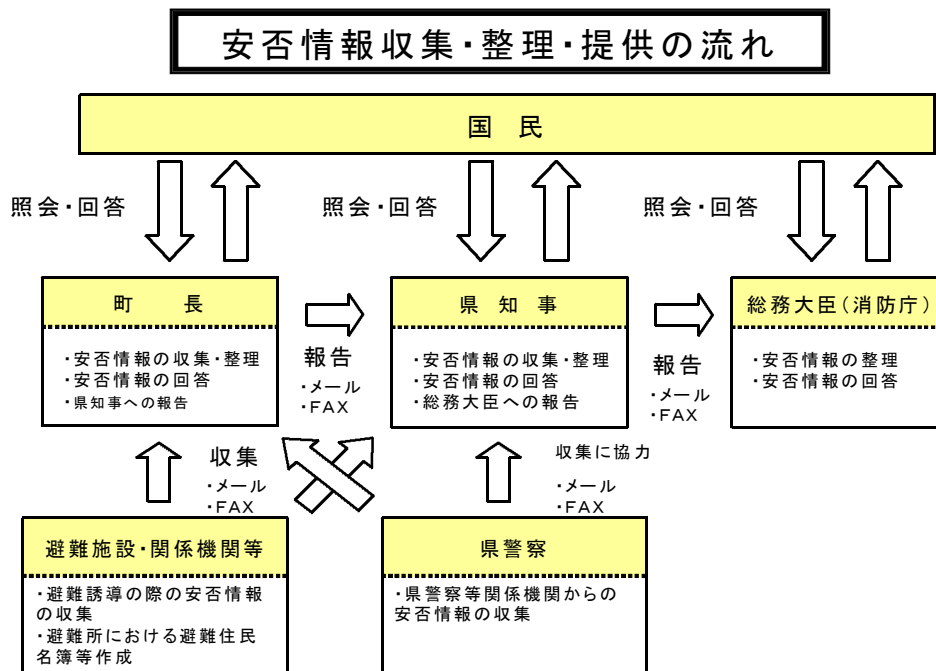 安否情報収集・整理・提供の流れ
国 民
照会・回答
照会・回答
照会・回答
町 長
・安否情報の収集・整理
・安否情報の回答
・県知事への報告
報告
・メール
・FAX
県 知 事
・安否情報の収集・整理
・安否情報の回答
・総務大臣への報告
報告
・メール
・FAX
総務大臣(消防庁)
・安否情報の整理
・安否情報の回答
収集
・メール
・FAX
収集に協力
・メール
・FAX
避難施設・関係機関等
・避難誘導の際の安否情報
の収集
・避難所における避難住民
名簿等作成
県警察
・県警察等関係機関からの
安否情報の収集